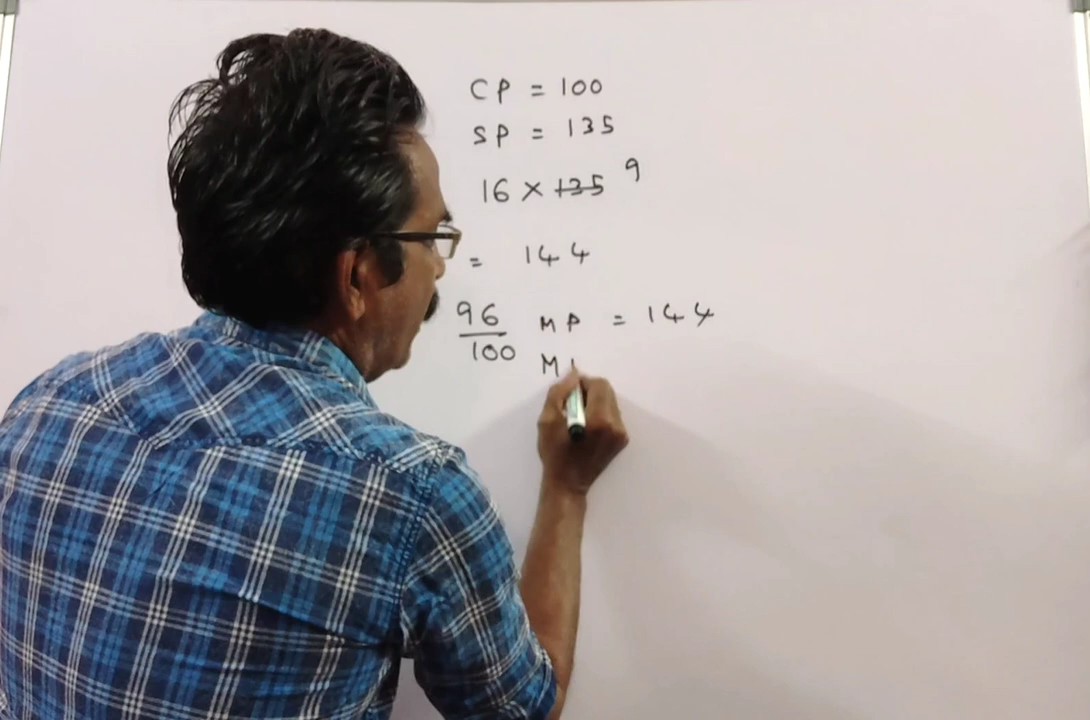 CP = 100
SP = 135
16 × 135 9
= 144
96/100 MP = 144
M